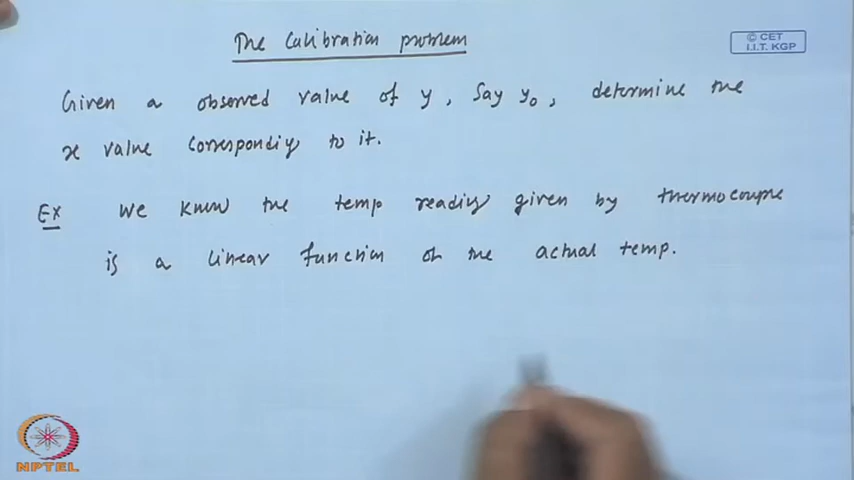 The Calibration problem
© CET
I.I.T. KGP
Given a observed value of y, Say y₀, determine the
x value corresponding to it.
Ex We know the temp reading given by thermocouple
is a linear function of the actual temp.
NPTEL